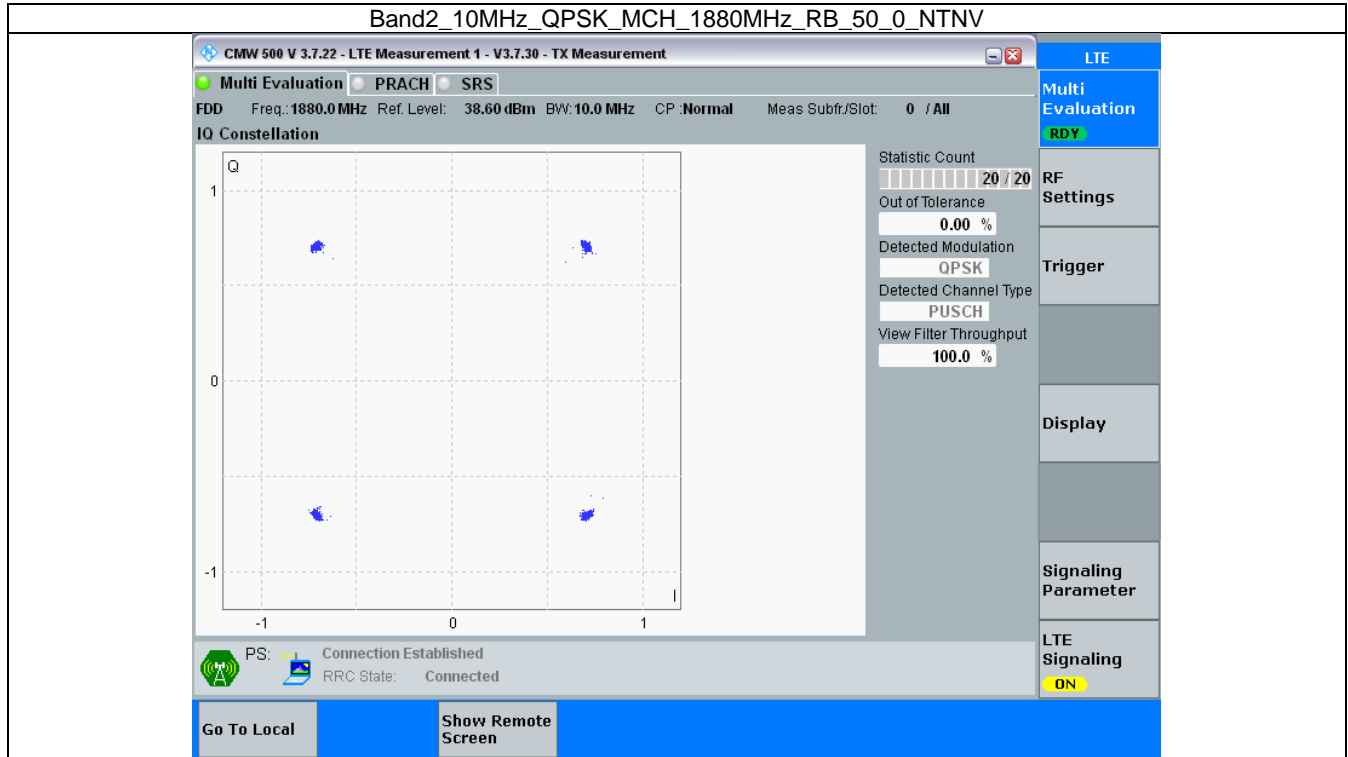 Band2_10MHz_QPSK_MCH_1880MHz_RB_50_0_NTNV
CMW 500 V 3.7.22 - LTE Measurement 1 - V3.7.30 - TX Measurement
LTE
Multi Evaluation PRACH SRS
FDD Freq.: 1880.0 MHz Ref. Level: 38.60 dBm BW: 10.0 MHz CP :Normal Meas Subfr./Slot: 0 / All
IQ Constellation
Q
1
0
-1
I
-1 0 1
Statistic Count
20 / 20
Out of Tolerance
0.00 %
Detected Modulation
QPSK
Detected Channel Type
PUSCH
View Filter Throughput
100.0 %
Multi
Evaluation
RDY
RF
Settings
Trigger
Display
Signaling
Parameter
LTE
Signaling
ON
PS: Connection Established
RRC State: Connected
Go To Local
Show Remote
Screen